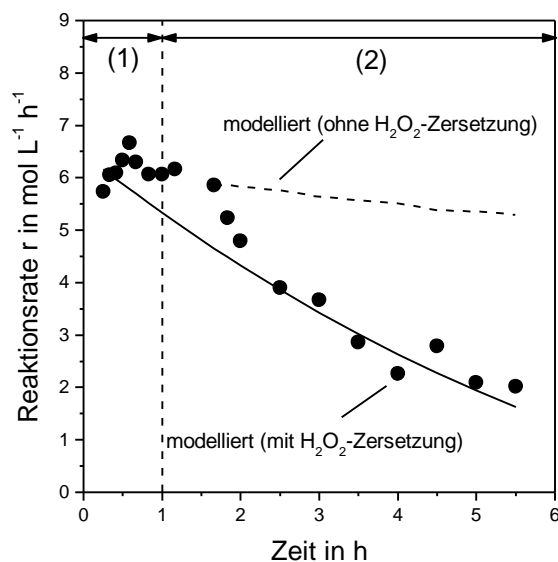 9
8
7
6
5
4
3
2
1
0
Reaktionsrate r in mol L⁻¹ h⁻¹
(1)
(2)
modelliert (ohne H₂O₂-Zersetzung)
modelliert (mit H₂O₂-Zersetzung)
0 1 2 3 4 5 6
Zeit in h